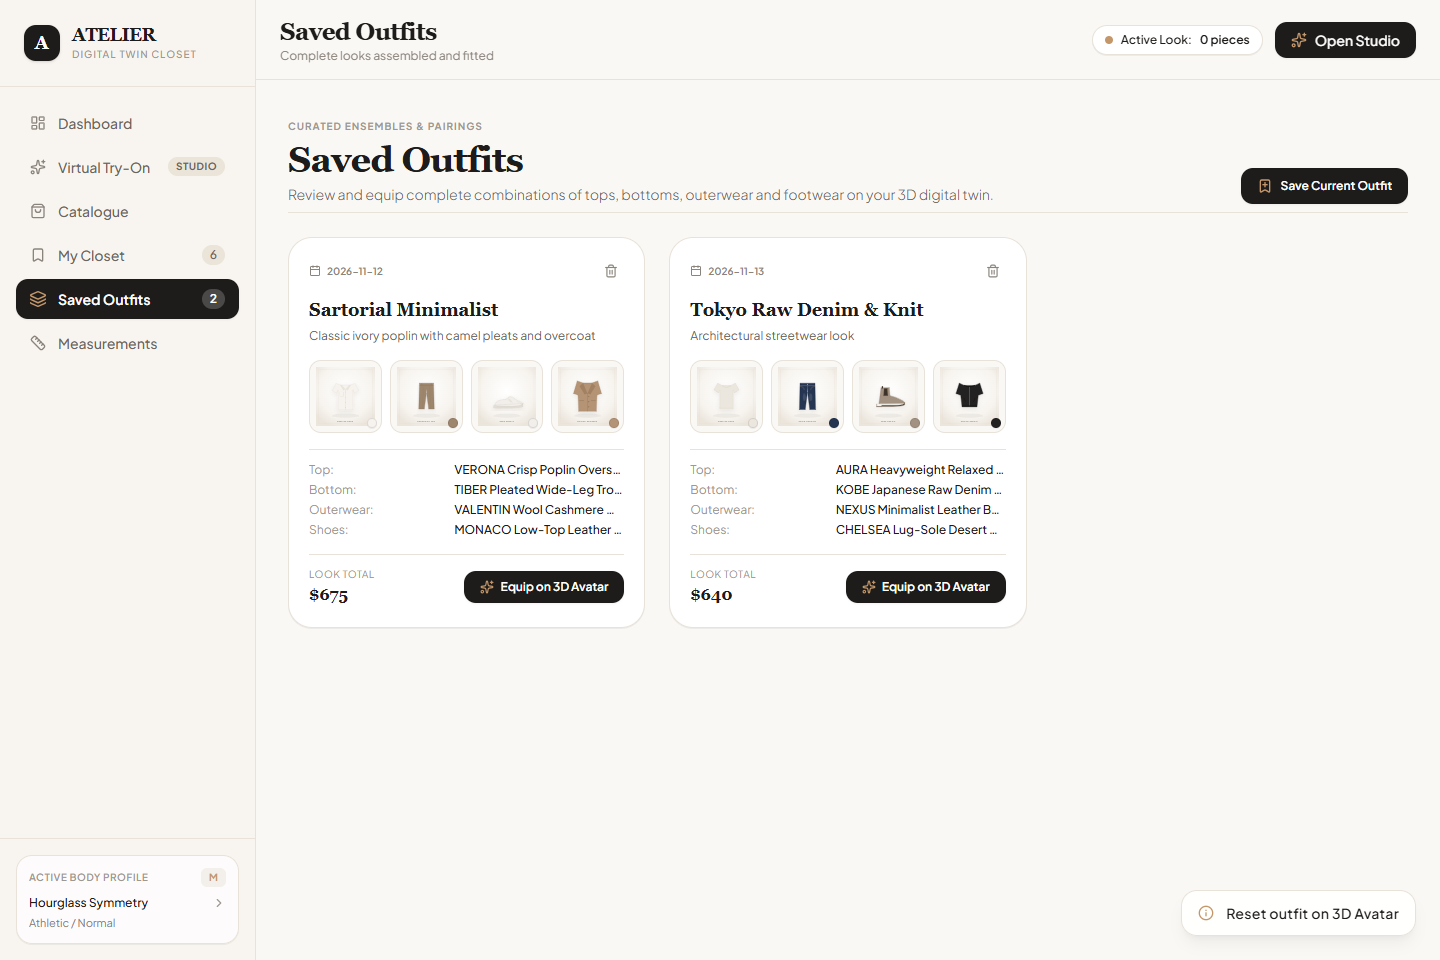 A
ATELIER
DIGITAL TWIN CLOSET
Dashboard
Virtual Try-On STUDIO
Catalogue
My Closet 6
Saved Outfits 2
Measurements
ACTIVE BODY PROFILE M
Hourglass Symmetry
Athletic / Normal
Saved Outfits
Complete looks assembled and fitted
Active Look: 0 pieces
Open Studio
CURATED ENSEMBLES & PAIRINGS
Saved Outfits
Review and equip complete combinations of tops, bottoms, outerwear and footwear on your 3D digital twin.
Save Current Outfit
2026-11-12
Sartorial Minimalist
Classic ivory poplin with camel pleats and overcoat
Top: VERONA Crisp Poplin Overs...
Bottom: TIBER Pleated Wide-Leg Tro...
Outerwear: VALENTIN Wool Cashmere ...
Shoes: MONACO Low-Top Leather ...
LOOK TOTAL
$675
Equip on 3D Avatar
2026-11-13
Tokyo Raw Denim & Knit
Architectural streetwear look
Top: AURA Heavyweight Relaxed ...
Bottom: KOBE Japanese Raw Denim ...
Outerwear: NEXUS Minimalist Leather B...
Shoes: CHELSEA Lug-Sole Desert ...
LOOK TOTAL
$640
Equip on 3D Avatar
Reset outfit on 3D Avatar